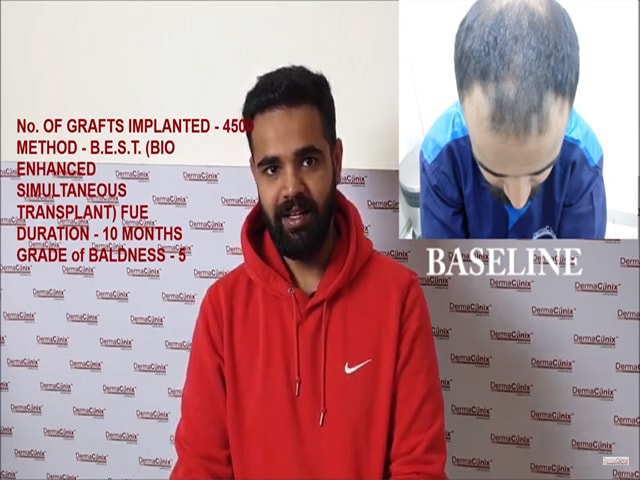 No. OF GRAFTS IMPLANTED - 4500
METHOD - B.E.S.T. (BIO
ENHANCED
SIMULTANEOUS
TRANSPLANT) FUE
DURATION - 10 MONTHS
GRADE of BALDNESS - 5
BASELINE
DermaClinix